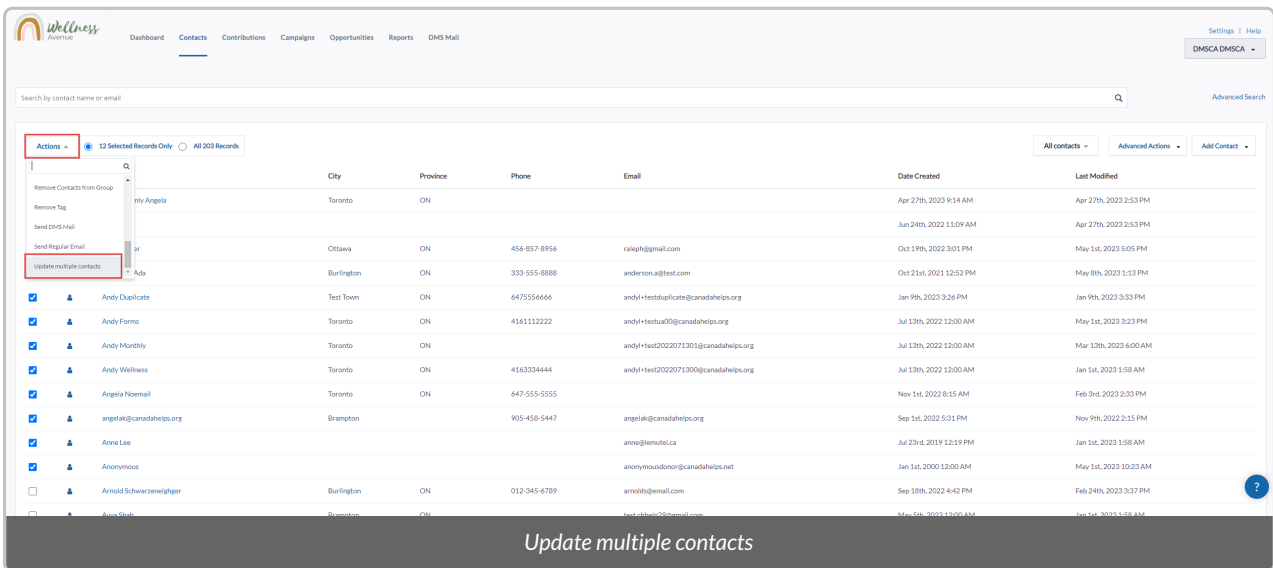 Wellness
Avenue
Dashboard Contacts Contributions Campaigns Opportunities Reports DMS Mail
Settings | Help
DMSCA DMSCA
Search by contact name or email
Advanced Search
Actions 12 Selected Records Only All 203 Records
All contacts Advanced Actions Add Contact
City Province Phone Email Date Created Last Modified
Remove Contacts from Group
Angela Toronto ON Apr 27th, 2023 9:14 AM Apr 27th, 2023 2:53 PM
Remove Tag
Send DMS Mail
Jun 24th, 2022 11:09 AM Apr 27th, 2023 2:53 PM
Send Regular Email
Ottawa ON 456-857-8956 raleph@gmail.com Oct 19th, 2022 3:01 PM May 1st, 2023 5:05 PM
Update multiple contacts
Ada Burlington ON 333-555-8888 anderson.a@test.com Oct 21st, 2021 12:52 PM May 8th, 2023 1:13 PM
Andy Duplicate Test Town ON 6475556666 andyl+testduplicate@canadahelps.org Jan 9th, 2023 3:26 PM Jan 9th, 2023 3:33 PM
Andy Forms Toronto ON 4161112222 andyl+testua00@canadahelps.org Jul 13th, 2022 12:00 AM May 1st, 2023 3:23 PM
Andy Monthly Toronto ON andyl+test2022071301@canadahelps.org Jul 13th, 2022 12:00 AM Mar 13th, 2023 6:00 AM
Andy Wellness Toronto ON 4163334444 andyl+test2022071300@canadahelps.org Jul 13th, 2022 12:00 AM Jan 1st, 2023 1:58 AM
Angela Noemail Toronto ON 647-555-5555 Nov 1st, 2022 8:15 AM Feb 3rd, 2023 2:33 PM
angelak@canadahelps.org Brampton 905-458-5447 angelak@canadahelps.org Sep 1st, 2022 5:31 PM Nov 9th, 2022 2:15 PM
Anne Lee anne@lemutel.ca Jul 23rd, 2019 12:19 PM Jan 1st, 2023 1:58 AM
Anonymous anonymousdonor@canadahelps.net Jan 1st, 2000 12:00 AM May 1st, 2023 10:23 AM
Arnold Schwarzeneighger Burlington ON 012-345-6789 arnolds@email.com Sep 18th, 2022 4:42 PM Feb 24th, 2023 3:37 PM
?
Update multiple contacts